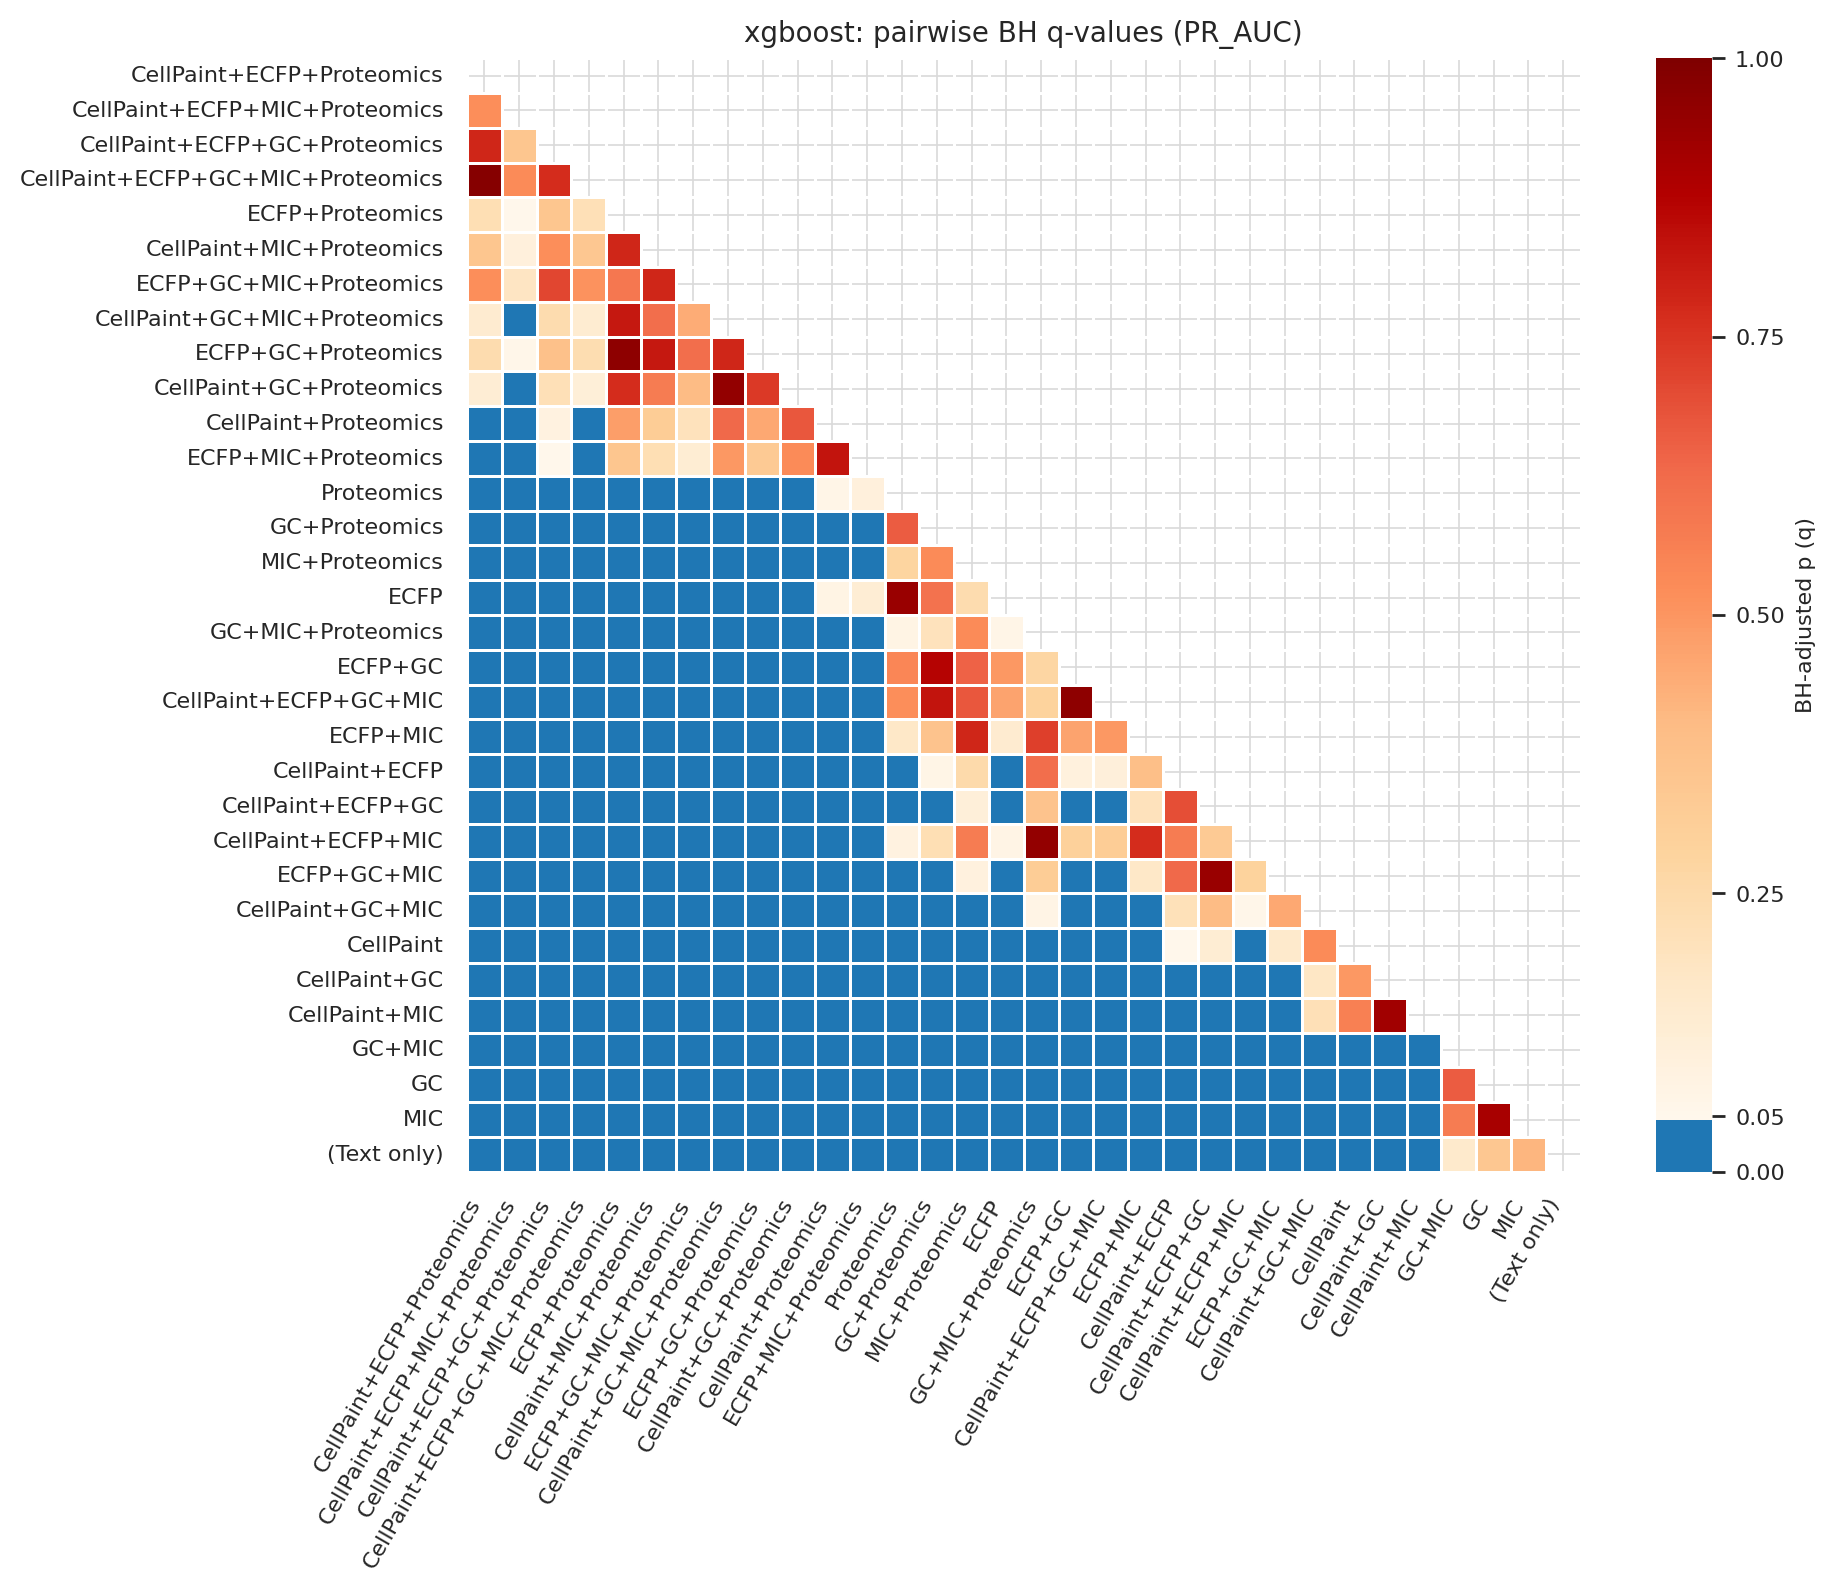 xgboost: pairwise BH q-values (PR_AUC)
CellPaint+ECFP+Proteomics
CellPaint+ECFP+MIC+Proteomics
CellPaint+ECFP+GC+Proteomics
CellPaint+ECFP+GC+MIC+Proteomics
ECFP+Proteomics
CellPaint+MIC+Proteomics
ECFP+GC+MIC+Proteomics
CellPaint+GC+MIC+Proteomics
ECFP+GC+Proteomics
CellPaint+GC+Proteomics
CellPaint+Proteomics
ECFP+MIC+Proteomics
Proteomics
GC+Proteomics
MIC+Proteomics
ECFP
GC+MIC+Proteomics
ECFP+GC
CellPaint+ECFP+GC+MIC
ECFP+MIC
CellPaint+ECFP
CellPaint+ECFP+GC
CellPaint+ECFP+MIC
ECFP+GC+MIC
CellPaint+GC+MIC
CellPaint
CellPaint+GC
CellPaint+MIC
GC+MIC
GC
MIC
(Text only)
CellPaint+ECFP+Proteomics
CellPaint+ECFP+MIC+Proteomics
CellPaint+ECFP+GC+Proteomics
CellPaint+ECFP+GC+MIC+Proteomics
ECFP+Proteomics
CellPaint+MIC+Proteomics
ECFP+GC+MIC+Proteomics
CellPaint+GC+MIC+Proteomics
ECFP+GC+Proteomics
CellPaint+GC+Proteomics
CellPaint+Proteomics
ECFP+MIC+Proteomics
Proteomics
GC+Proteomics
MIC+Proteomics
ECFP
GC+MIC+Proteomics
ECFP+GC
CellPaint+ECFP+GC+MIC
ECFP+MIC
CellPaint+ECFP
CellPaint+ECFP+GC
CellPaint+ECFP+MIC
ECFP+GC+MIC
CellPaint+GC+MIC
CellPaint
CellPaint+GC
CellPaint+MIC
GC+MIC
GC
MIC
(Text only)
1.00
0.75
0.50
0.25
0.05
0.00
BH-adjusted p (q)